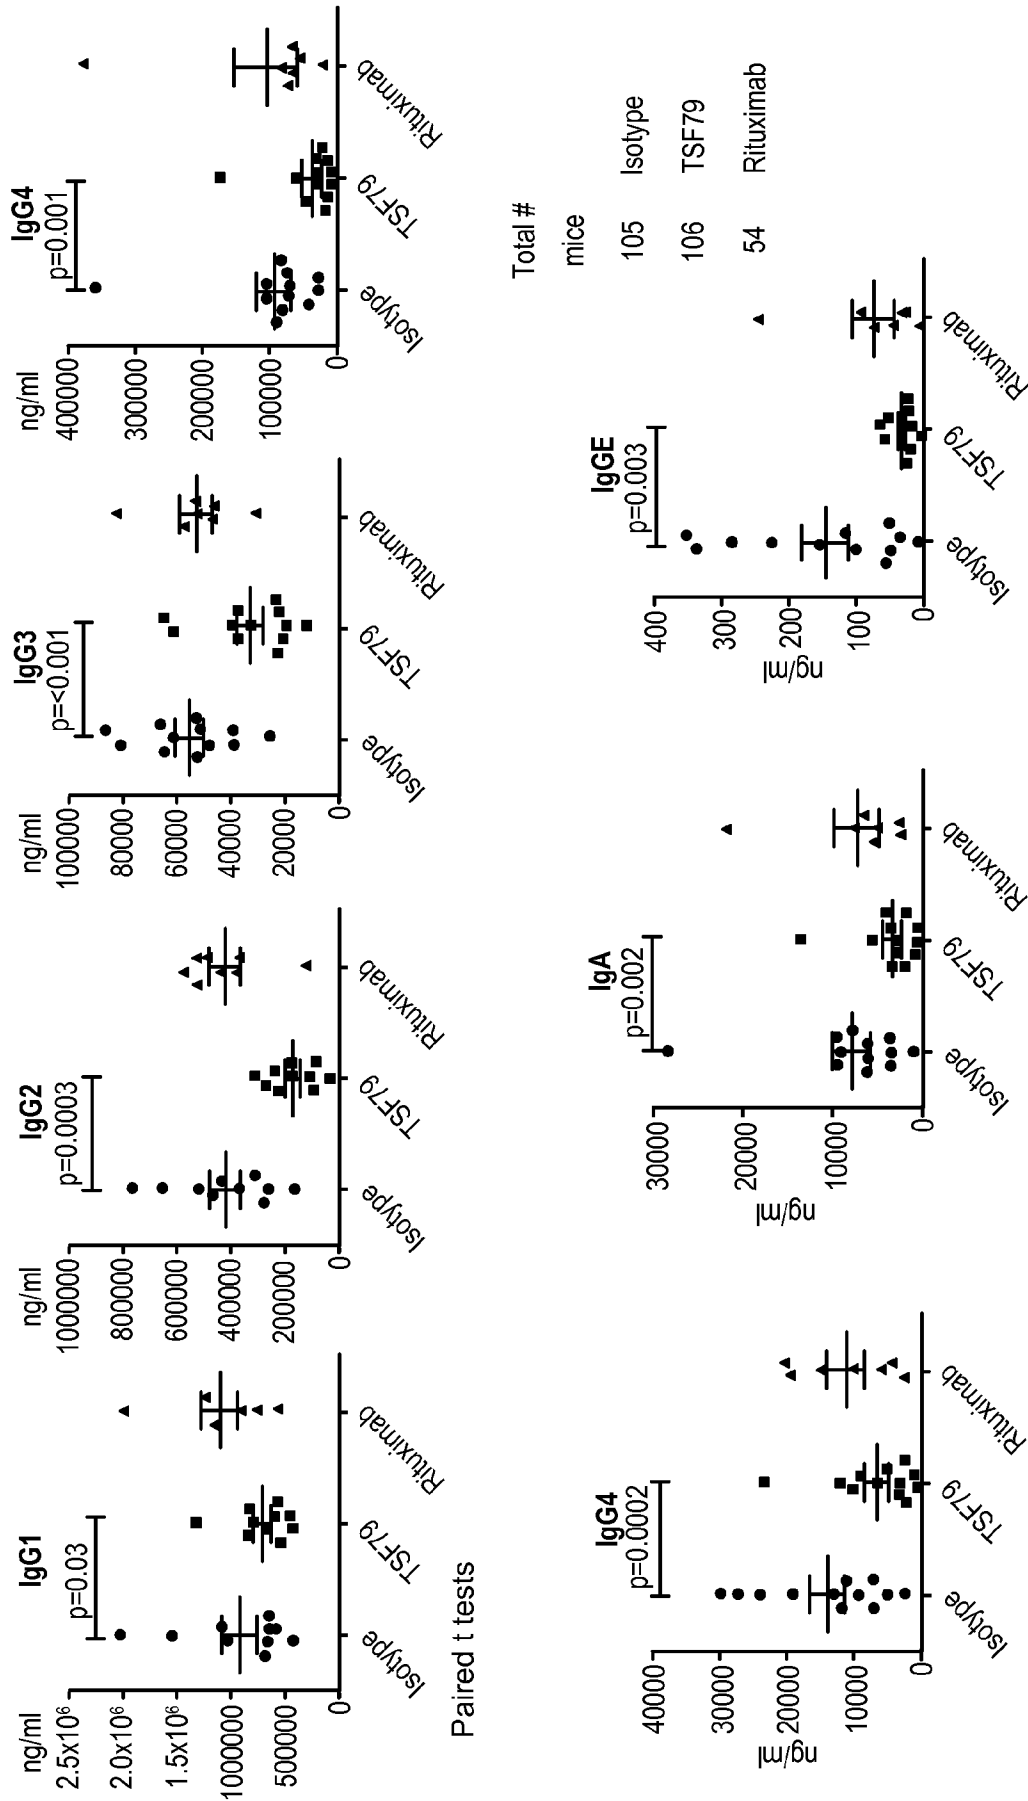 IgG1
p=0.03
ng/ml
2.5x10⁶
2.0x10⁶
1.5x10⁶
1000000
500000
0
Isotype
TSF79
Rituximab
IgG2
p=0.0003
ng/ml
1000000
800000
600000
400000
200000
0
Isotype
TSF79
Rituximab
IgG3
p=<0.001
ng/ml
100000
80000
60000
40000
20000
0
Isotype
TSF79
Rituximab
IgG4
p=0.001
ng/ml
400000
300000
200000
100000
0
Isotype
TSF79
Rituximab
Paired t tests
IgG4
p=0.0002
ng/ml
40000
30000
20000
10000
0
Isotype
TSF79
Rituximab
IgA
p=0.002
ng/ml
30000
20000
10000
0
Isotype
TSF79
Rituximab
IgGE
p=0.003
ng/ml
400
300
200
100
0
Isotype
TSF79
Rituximab
Total #
mice
105 Isotype
106 TSF79
54 Rituximab